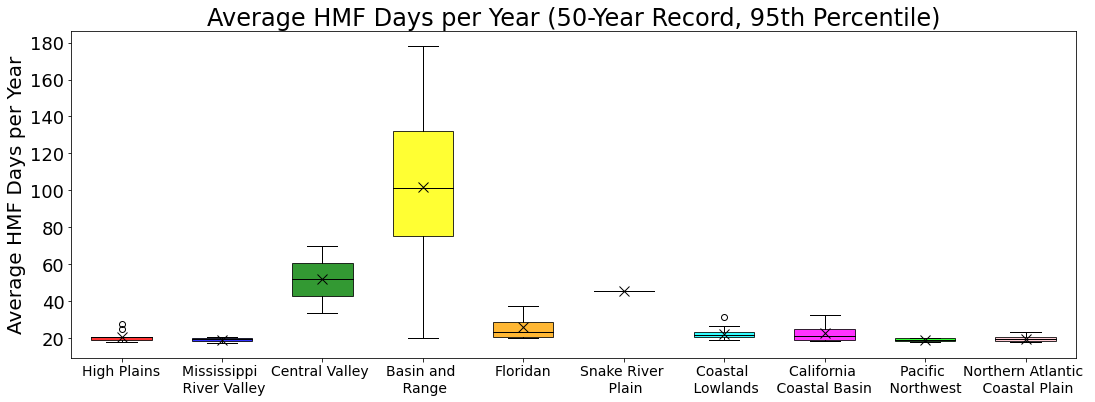 Average HMF Days per Year (50-Year Record, 95th Percentile)
Average HMF Days per Year
180
160
140
120
100
80
60
40
20
High Plains
Mississippi
River Valley
Central Valley
Basin and
Range
Floridan
Snake River
Plain
Coastal
Lowlands
California
Coastal Basin
Pacific
Northwest
Northern Atlantic
Coastal Plain